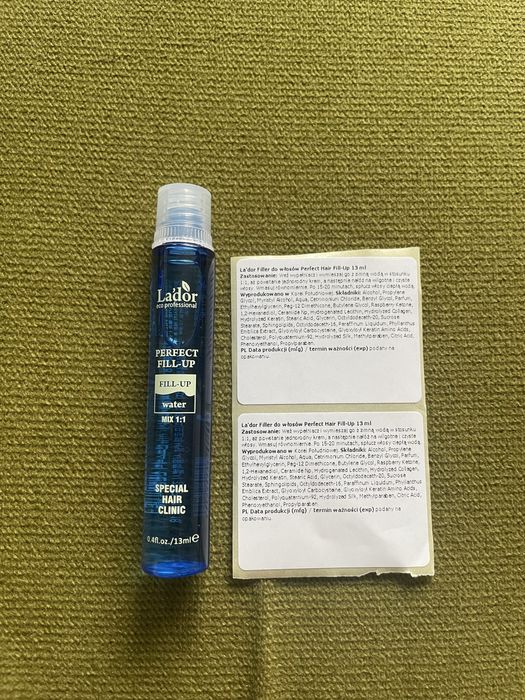 La'dor
eco professional
PERFECT
FILL-UP
FILL-UP
water
MIX 1:1
SPECIAL
HAIR
CLINIC
0.4fl.oz./13ml e
La'dor Filler do włosów Perfect Hair Fill-Up 13 ml
Zastosowanie: Weź wypełniacz i wymieszaj go z zimną wodą w stosunku
1:1, aż powstanie jednorodny krem, a następnie nałóż na wilgotne i czyste
włosy. Wmasuj równomiernie. Po 15-20 minutach, spłucz włosy ciepłą wodą.
Wyprodukowano w Korei Południowej. Składniki: Alcohol, Propylene
Glycol, Myristyl Alcohol, Aqua, Cetrimonium Chloride, Benzyl Glycol, Parfum,
Ethylhexylglycerin, Peg-12 Dimethicone, Butylene Glycol, Raspberry Ketone,
1,2-Hexanediol, Ceramide Np, Hydrogenated Lecithin, Hydrolyzed Collagen,
Hydrolyzed Keratin, Stearic Acid, Glycerin, Octyldodeceth-20, Sucrose
Stearate, Sphingolipids, Octyldodeceth-16, Paraffinum Liquidum, Phyllanthus
Emblica Extract, Glyoxyloyl Carbocysteine, Glyoxyloyl Keratin Amino Acids,
Cholesterol, Polyquaternium-92, Hydrolyzed Silk, Methylparaben, Citric Acid,
Phenoxyethanol, Propylparaben.
PL Data produkcji (mfg) / termin ważności (exp) podany na
opakowaniu.
La'dor Filler do włosów Perfect Hair Fill-Up 13 ml
Zastosowanie: Weź wypełniacz i wymieszaj go z zimną wodą w stosunku
1:1, aż powstanie jednorodny krem, a następnie nałóż na wilgotne i czyste
włosy. Wmasuj równomiernie. Po 15-20 minutach, spłucz włosy ciepłą wodą.
Wyprodukowano w Korei Południowej. Składniki: Alcohol, Propylene
Glycol, Myristyl Alcohol, Aqua, Cetrimonium Chloride, Benzyl Glycol, Parfum,
Ethylhexylglycerin, Peg-12 Dimethicone, Butylene Glycol, Raspberry Ketone,
1,2-Hexanediol, Ceramide Np, Hydrogenated Lecithin, Hydrolyzed Collagen,
Hydrolyzed Keratin, Stearic Acid, Glycerin, Octyldodeceth-20, Sucrose
Stearate, Sphingolipids, Octyldodeceth-16, Paraffinum Liquidum, Phyllanthus
Emblica Extract, Glyoxyloyl Carbocysteine, Glyoxyloyl Keratin Amino Acids,
Cholesterol, Polyquaternium-92, Hydrolyzed Silk, Methylparaben, Citric Acid,
Phenoxyethanol, Propylparaben.
PL Data produkcji (mfg) / termin ważności (exp) podany na
opakowaniu.